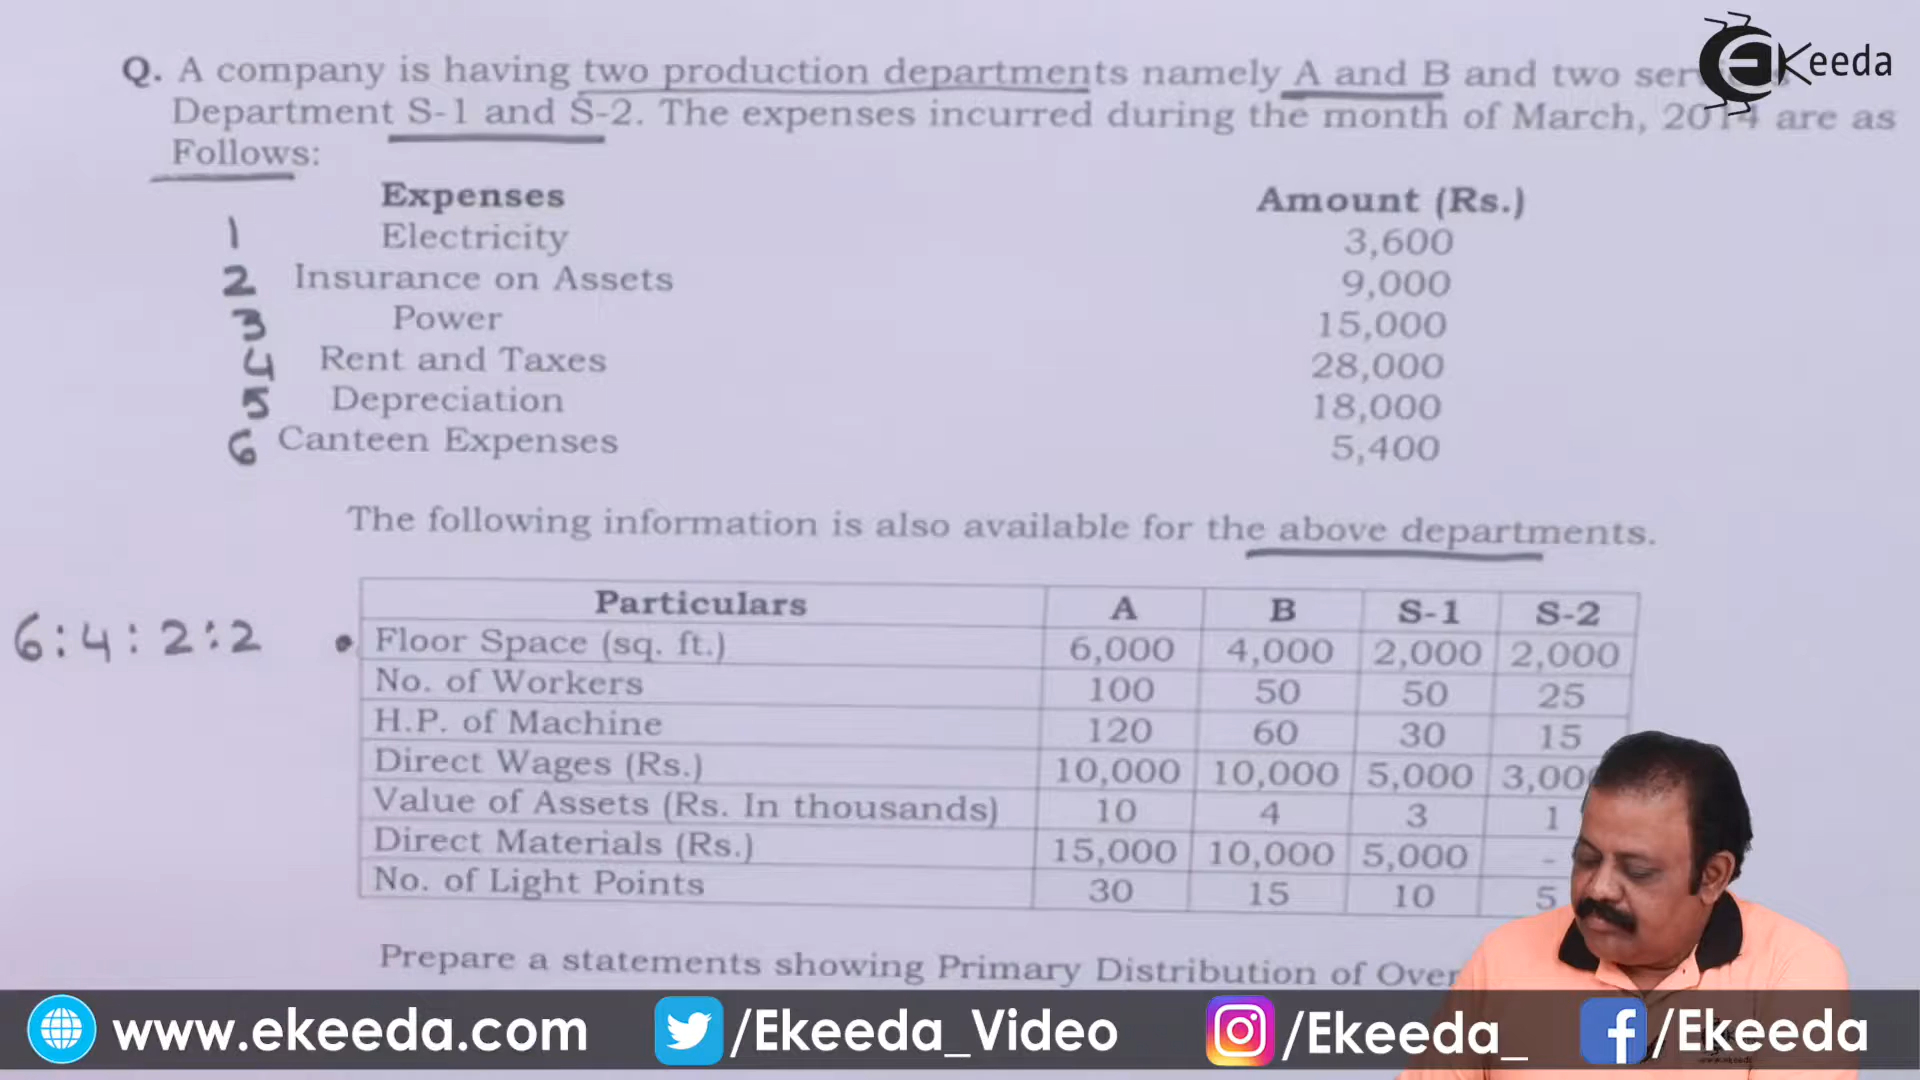 Ekeeda
Q. A company is having two production departments namely A and B and two
Department S-1 and S-2. The expenses incurred during the month of March, 2014 are as
Follows:
Expenses Amount (Rs.)
1 Electricity 3,600
2 Insurance on Assets 9,000
3 Power 15,000
4 Rent and Taxes 28,000
5 Depreciation 18,000
6 Canteen Expenses 5,400
The following information is also available for the above departments.
Particulars A B S-1 S-2
6:4:2:2 • Floor Space (sq. ft.) 6,000 4,000 2,000 2,000
No. of Workers 100 50 50 25
H.P. of Machine 120 60 30 15
Direct Wages (Rs.) 10,000 10,000 5,000
Value of Assets (Rs. In thousands) 10 4 3 1
Direct Materials (Rs.) 15,000 10,000 5,000 -
No. of Light Points 30 15 10 5
Prepare a statements showing Primary Distribution of
www.ekeeda.com /Ekeeda_Video /Ekeeda_ /Ekeeda